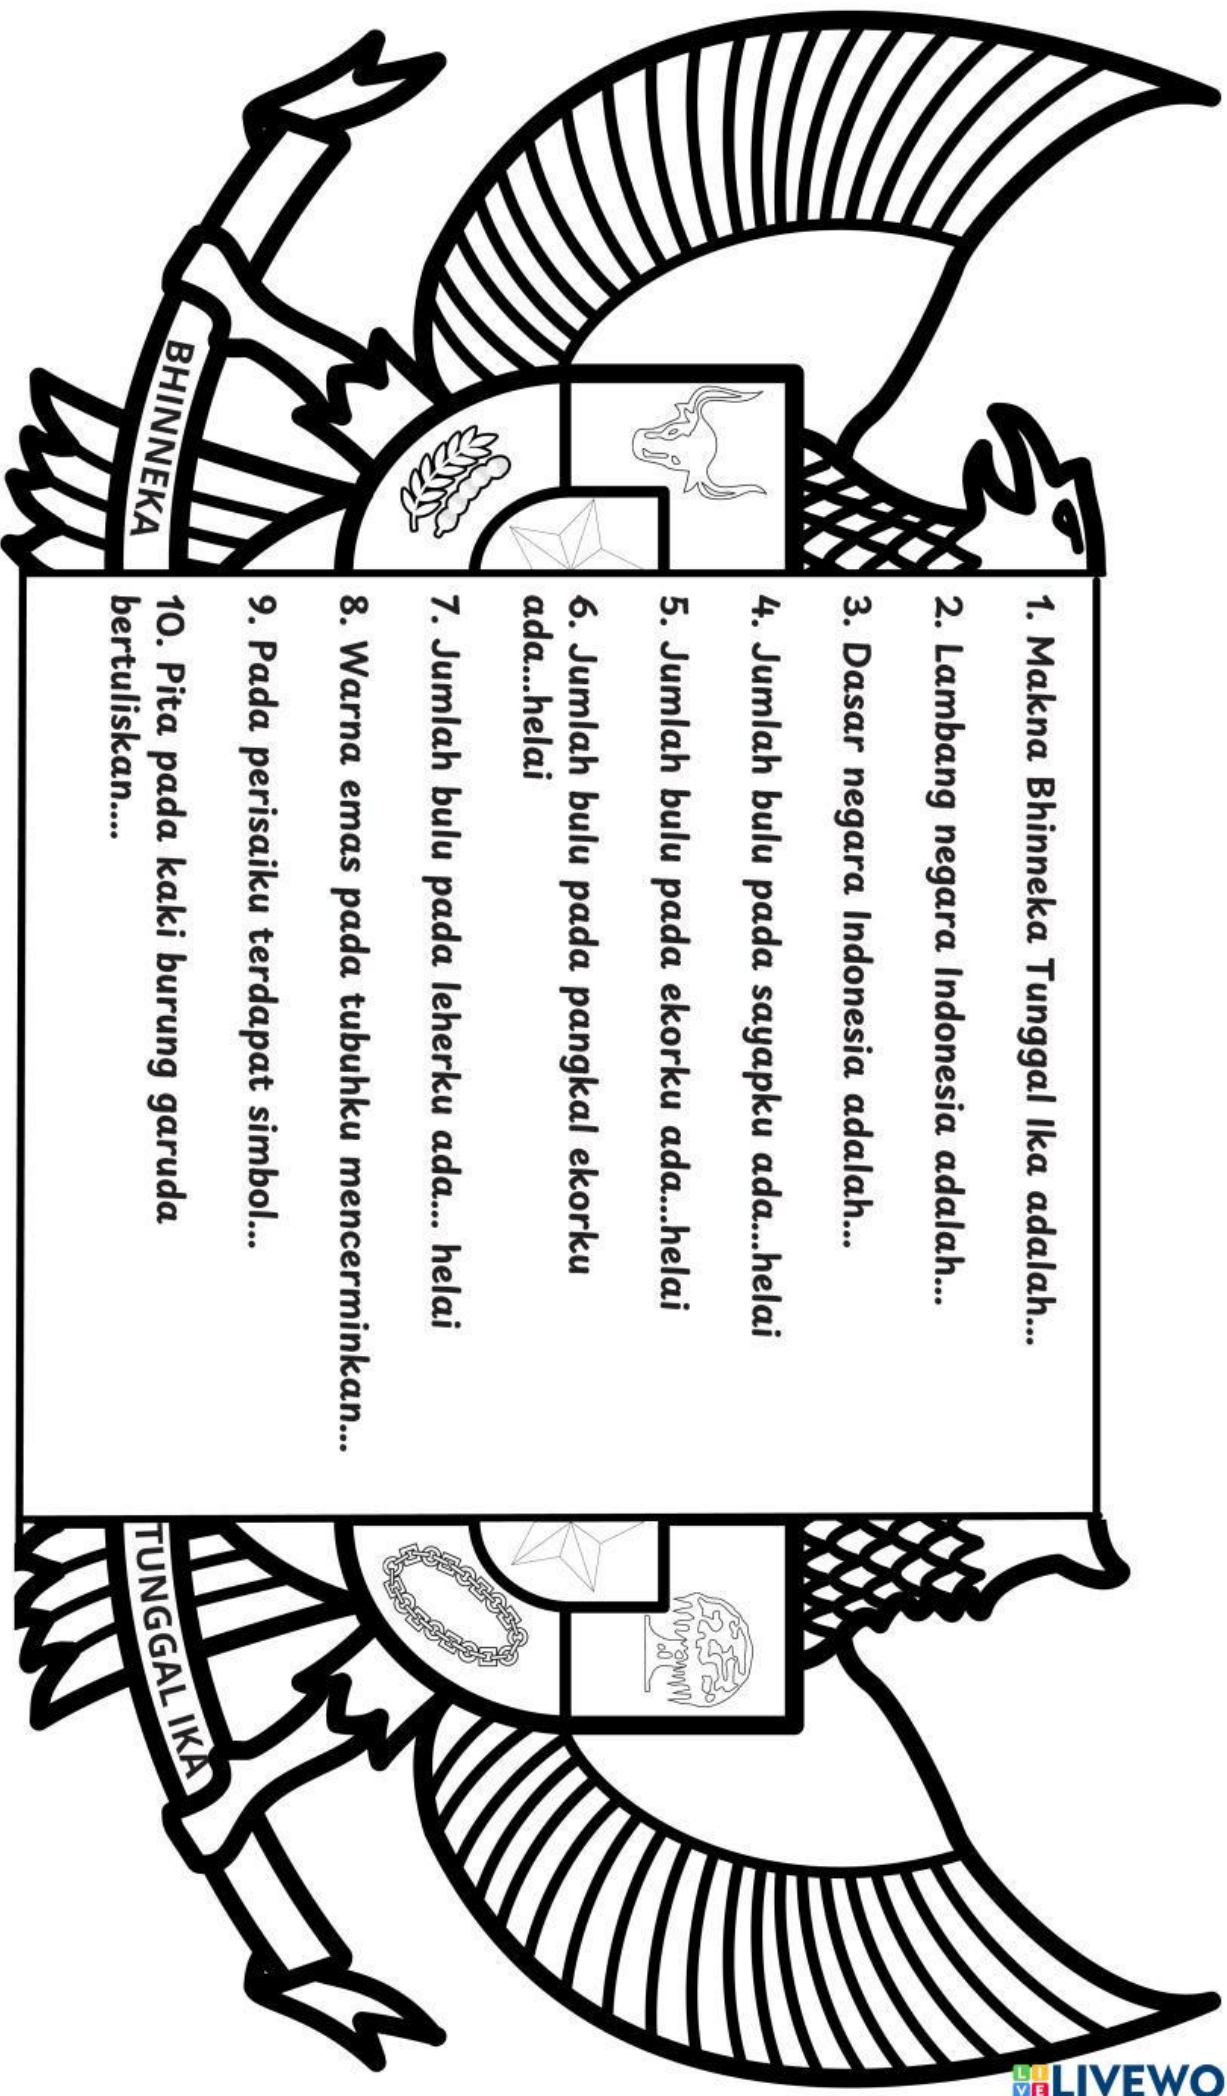 1. Makna Bhinneka Tunggal Ika adalah...
2. Lambang negara Indonesia adalah...
3. Dasar negara Indonesia adalah...
4. Jumlah bulu pada sayapku ada...helai
5. Jumlah bulu pada ekorku ada...helai
6. Jumlah bulu pada pangkal ekorku
ada...helai
7. Jumlah bulu pada leherku ada... helai
8. Warna emas pada tubuhku mencerminkan...
9. Pada perisaiku terdapat simbol...
10. Pita pada kaki burung garuda
bertuliskan....
BHINNEKA
TUNGGAL IKA
LIVE LIVEWO